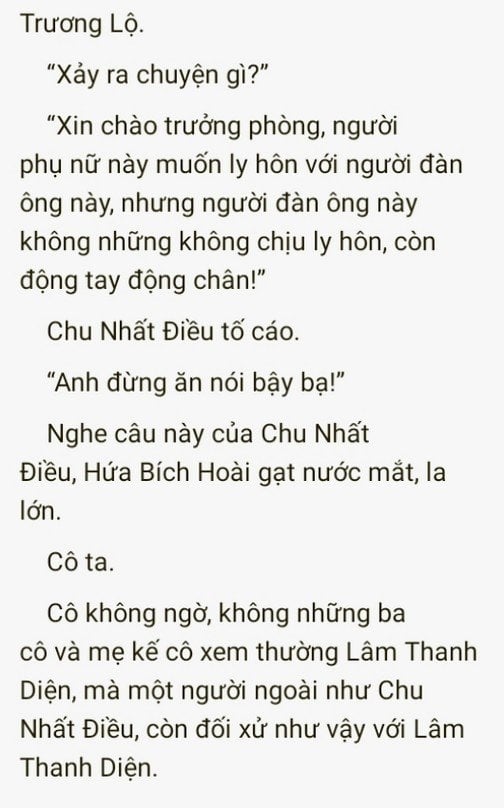 Trương Lộ.
“Xảy ra chuyện gì?”
“Xin chào trưởng phòng, người
phụ nữ này muốn ly hôn với người đàn
ông này, nhưng người đàn ông này
không những không chịu ly hôn, còn
động tay động chân!”
Chu Nhất Điều tố cáo.
“Anh đừng ăn nói bậy bạ!”
Nghe câu này của Chu Nhất
Điều, Hứa Bích Hoài gạt nước mắt, la
lớn.
Cô ta.
Cô không ngờ, không những ba
cô và mẹ kế cô xem thường Lâm Thanh
Diện, mà một người ngoài như Chu
Nhất Điều, còn đối xử như vậy với Lâm
Thanh Diện.